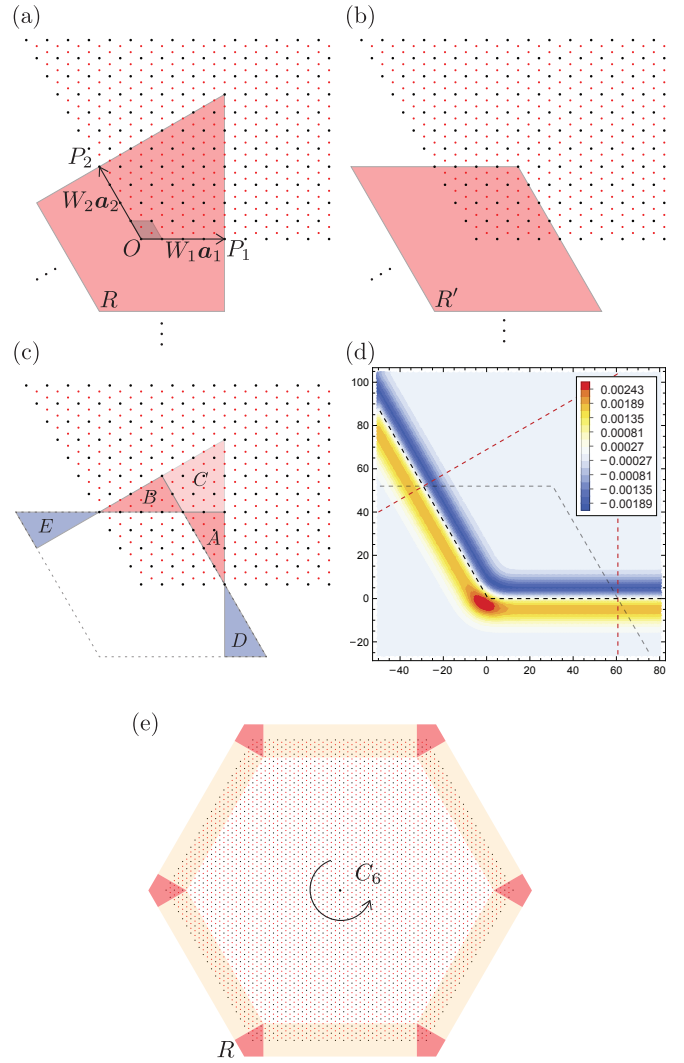 (a)
(b)
P₂
W₂a₂
O
W₁a₁
P₁
R
R′
(c)
(d)
C
B
E
A
D
100
80
60
40
20
0
−20
−40
−20
0
20
40
60
80
0.00243
0.00189
0.00135
0.00081
0.00027
−0.00027
−0.00081
−0.00135
−0.00189
(e)
C₆
R